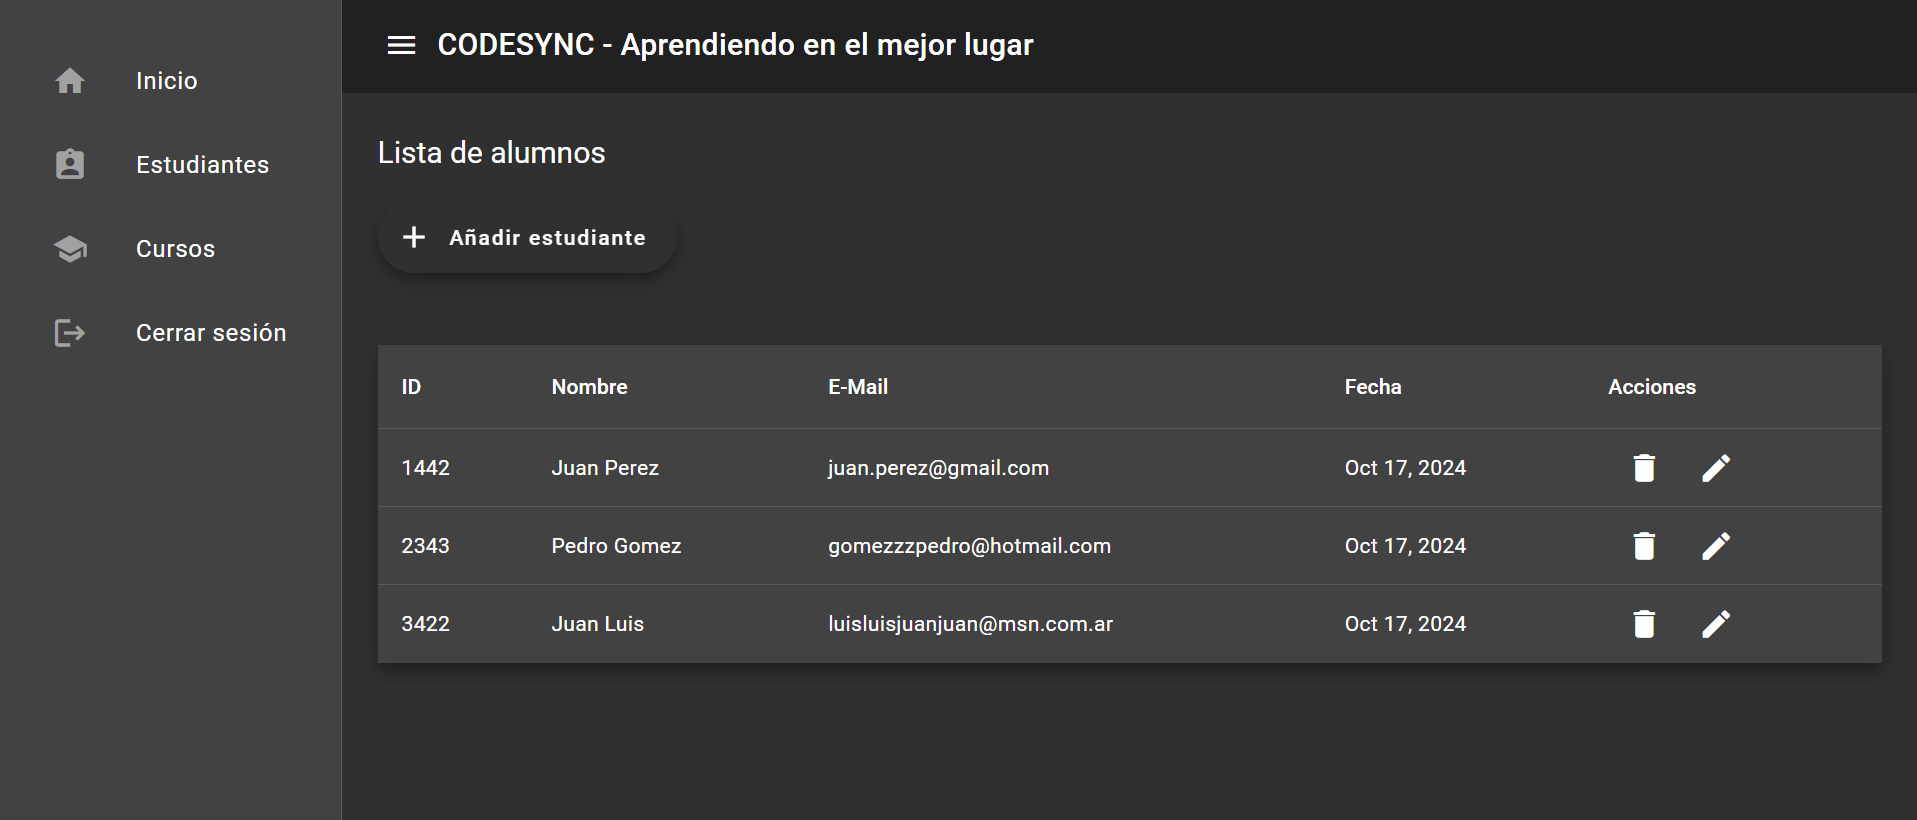 CODESYNC - Aprendiendo en el mejor lugar
Inicio
Estudiantes
Cursos
Cerrar sesión
Lista de alumnos
Añadir estudiante
ID Nombre E-Mail Fecha Acciones
1442 Juan Perez juan.perez@gmail.com Oct 17, 2024
2343 Pedro Gomez gomezzzpedro@hotmail.com Oct 17, 2024
3422 Juan Luis luisluisjuanjuan@msn.com.ar Oct 17, 2024